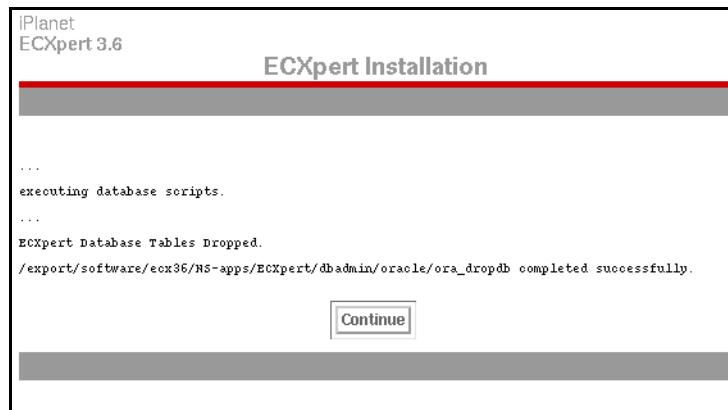 iPlanet
ECXpert 3.6
ECXpert Installation
...
executing database scripts.
...
ECXpert Database Tables Dropped.
/export/software/ecx36/NS-apps/ECXpert/dbadmin/oracle/ora_dropdb completed successfully.
Continue